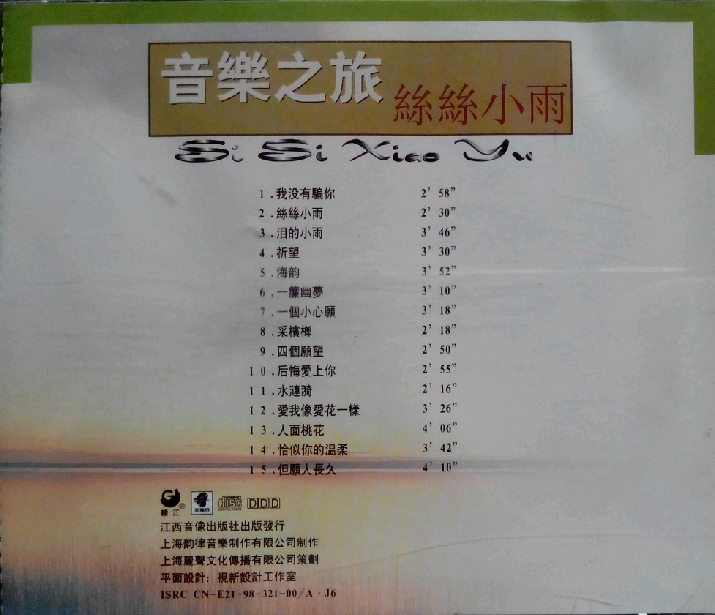 音樂之旅
絲絲小雨
Si Si Xiao Yu
1.我没有騙你 2’58”
2.絲絲小雨 2’30”
3.泪的小雨 3’46”
4.祈望 3’30”
5.海韵 3’52”
6.一簾幽夢 3’10”
7.一個小心願 3’18”
8.采檳榔 2’18”
9.四個願望 2’50”
10.后悔愛上你 2’55”
11.水漣漪 2’16”
12.愛我像愛花一樣 3’26”
13.人面桃花 4’06”
14.恰似你的温柔 3’42”
15.但願人長久 4’10”
江西音像出版社出版發行
上海韵律音樂制作有限公司制作
上海麗聲文化傳播有限公司策劃
平面設計：視新設計工作室
ISRC CN-E21-98-321-00/A·J6